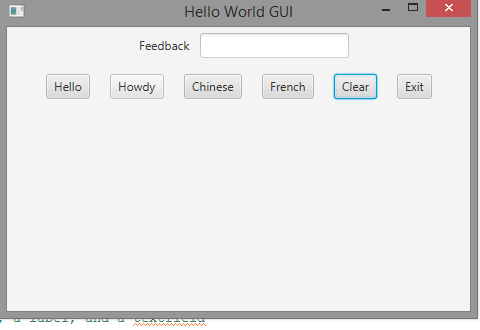 Hello World GUI
Feedback
Hello Howdy Chinese French Clear Exit
, a label, and a textfield